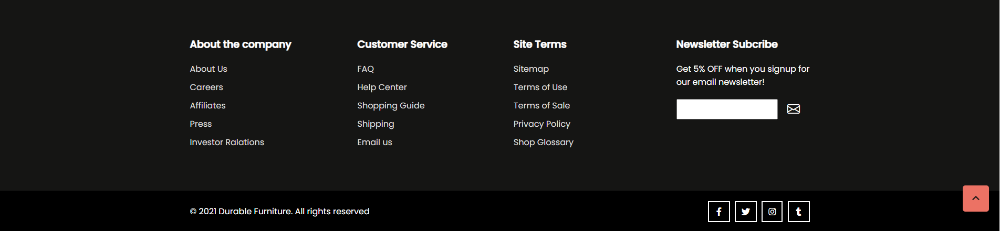 About the company
About Us
Careers
Affiliates
Press
Investor Ralations
Customer Service
FAQ
Help Center
Shopping Guide
Shipping
Email us
Site Terms
Sitemap
Terms of Use
Terms of Sale
Privacy Policy
Shop Glossary
Newsletter Subcribe
Get 5% OFF when you signup for
our email newsletter!
© 2021 Durable Furniture. All rights reserved